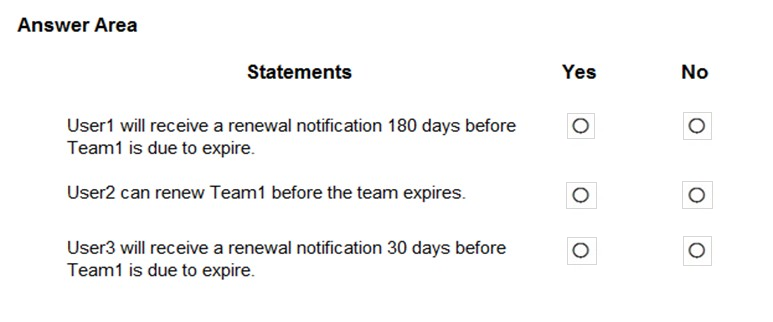 Answer Area
Statements Yes No
User1 will receive a renewal notification 180 days before
Team1 is due to expire.
User2 can renew Team1 before the team expires.
User3 will receive a renewal notification 30 days before
Team1 is due to expire.